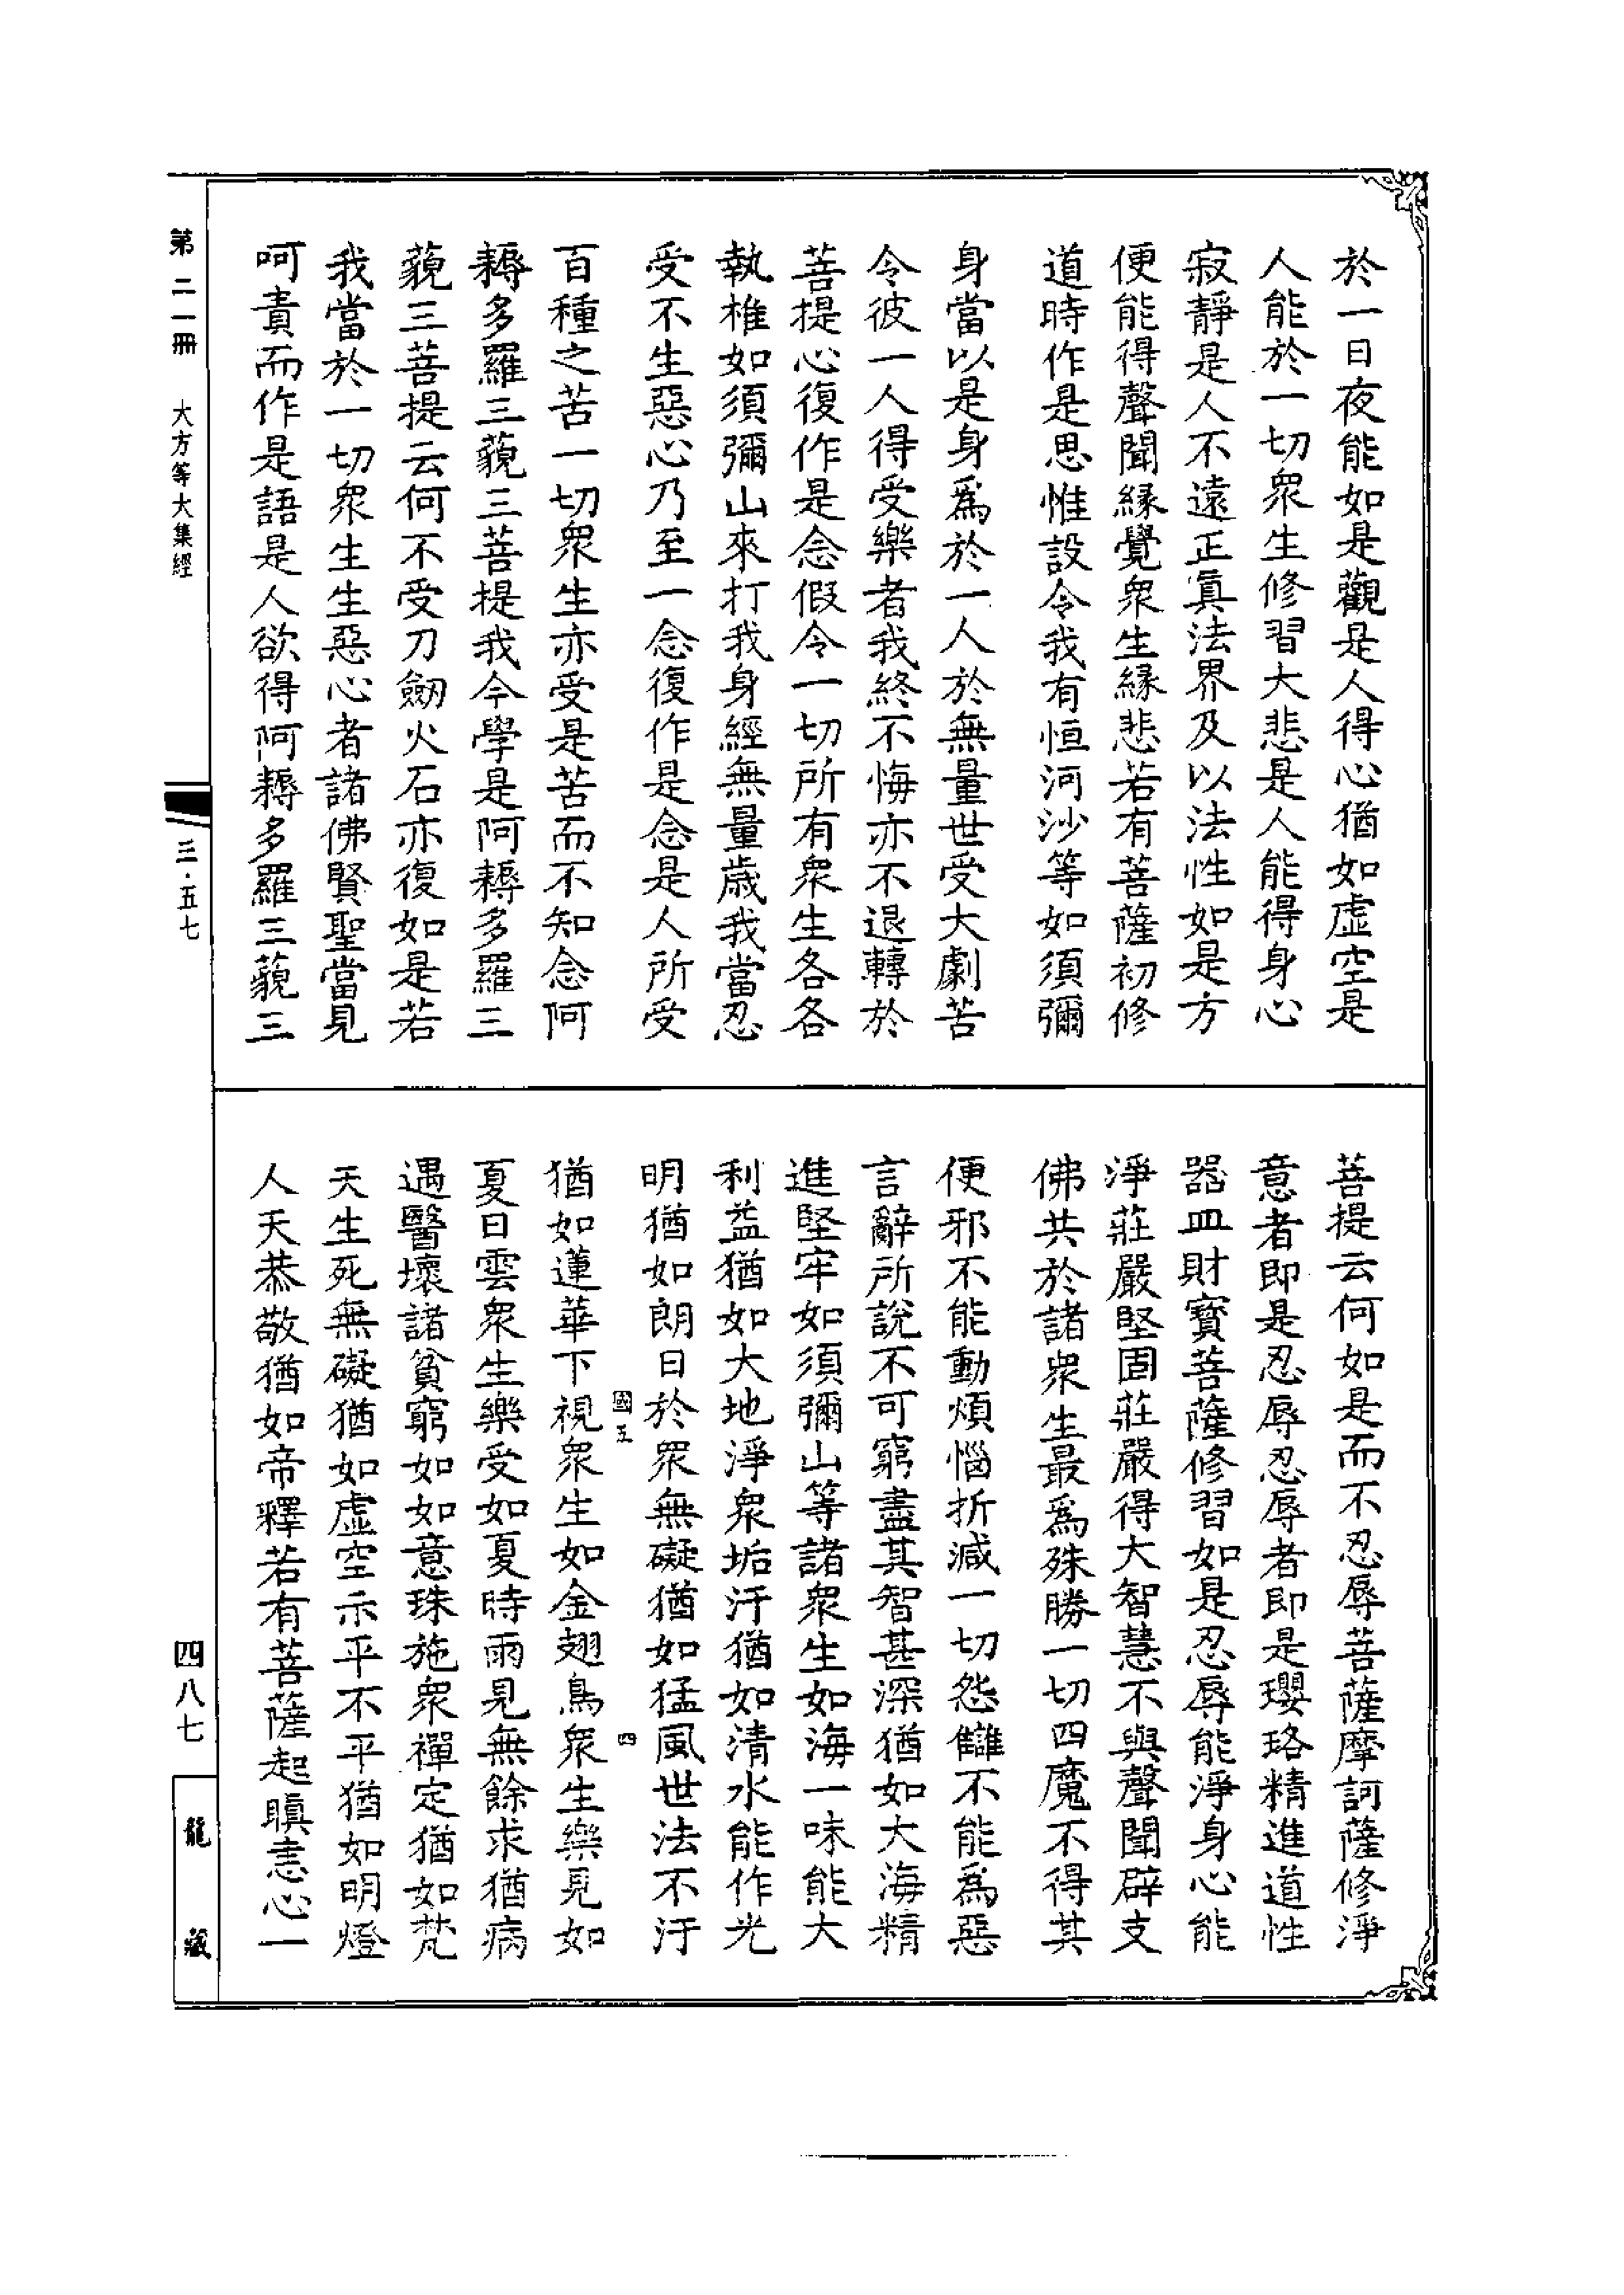 於一日夜能如是觀是人得心猶如虛空是
人能於一切眾生修習大悲是人能得身心
寂靜是人不遠正真法界及以法性如是方
便能得聲聞緣覺眾生緣悲若有菩薩初修
道時作是思惟設令我有恒河沙等如須彌
身當以是身為於一人於無量世受大劇苦
令彼一人得受樂者我終不悔亦不退轉於
菩提心復作是念假令一切所有眾生各各
執椎如須彌山來打我身經無量歲我當忍
受不生惡心乃至一念復作是念是人所受
百種之苦一切眾生亦受是苦而不知念阿
耨多羅三藐三菩提我今學是阿耨多羅三
藐三菩提云何不受刀劒火石亦復如是若
我當於一切眾生生惡心者諸佛賢聖當見
呵責而作是語是人欲得阿耨多羅三藐三
菩提云何如是而不忍辱菩薩摩訶薩修淨
意者即是忍辱忍辱者即是瓔珞精進道性
器皿財寶菩薩修習如是忍辱能淨身心能
淨莊嚴堅固莊嚴得大智慧不與聲聞辟支
佛共於諸眾生最為殊勝一切四魔不得其
便邪不能動煩惱折減一切怨讎不能為惡
言辭所說不可窮盡其智甚深猶如大海精
進堅牢如須彌山等諸眾生如海一味能大
利益猶如大地淨眾垢汙猶如清水能作光
明猶如朗日於眾無礙猶如猛風世法不汙
國五 四
猶如蓮華下視眾生如金翅鳥眾生樂見如
夏日雲眾生樂受如夏時雨見無餘求猶病
遇醫壞諸貧窮如如意珠施眾禪定猶如梵
天生死無礙猶如虛空示平不平猶如明燈
人天恭敬猶如帝釋若有菩薩起瞋恚心一
第二一冊 大方等大集經
三·五七
四八七
龍藏